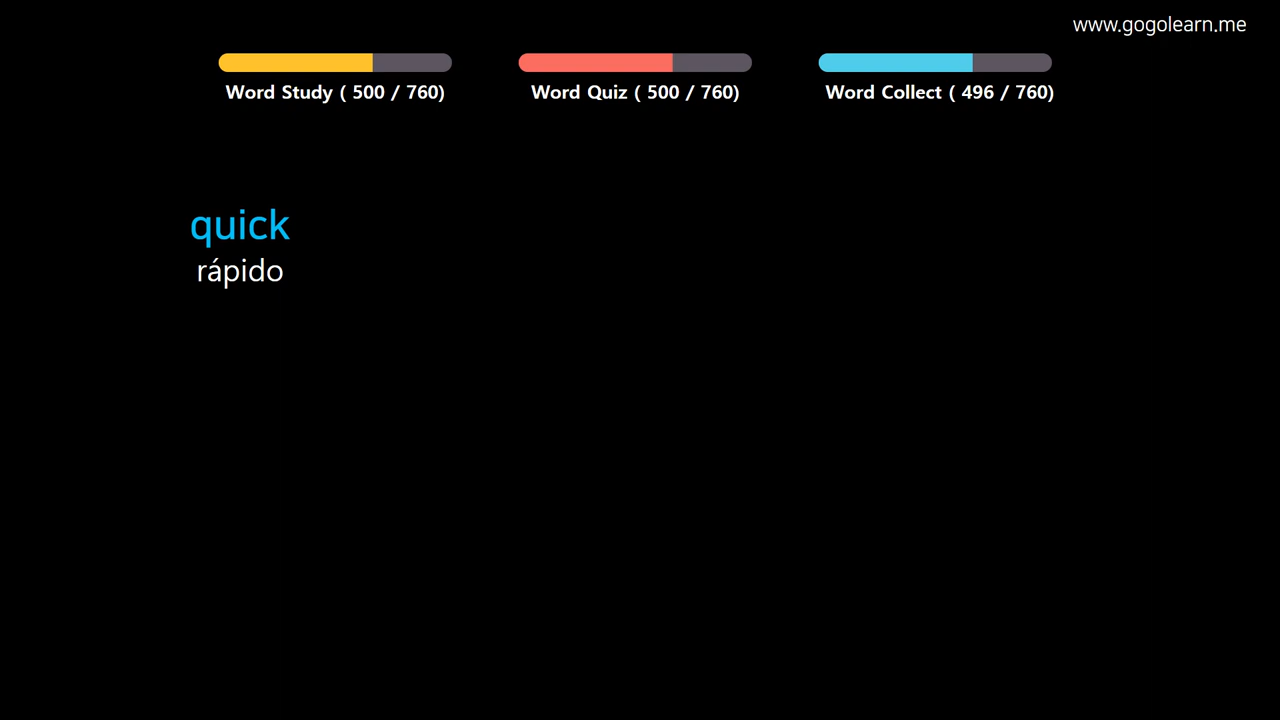 www.gogolearn.me
Word Study ( 500 / 760)
Word Quiz ( 500 / 760)
Word Collect ( 496 / 760)
quick
rápido